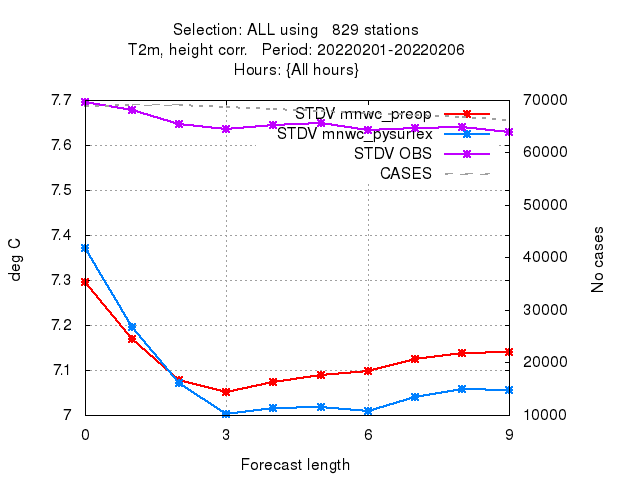 Selection: ALL using   829 stations
T2m, height corr.   Period: 20220201-20220206
Hours: {All hours}
7.7
7.6
7.5
7.4
7.3
7.2
7.1
7
70000
60000
50000
40000
30000
20000
10000
STDV mnwc_preop
STDV mnwc_pysurfex
STDV OBS
CASES
deg C
No cases
0
3
6
9
Forecast length